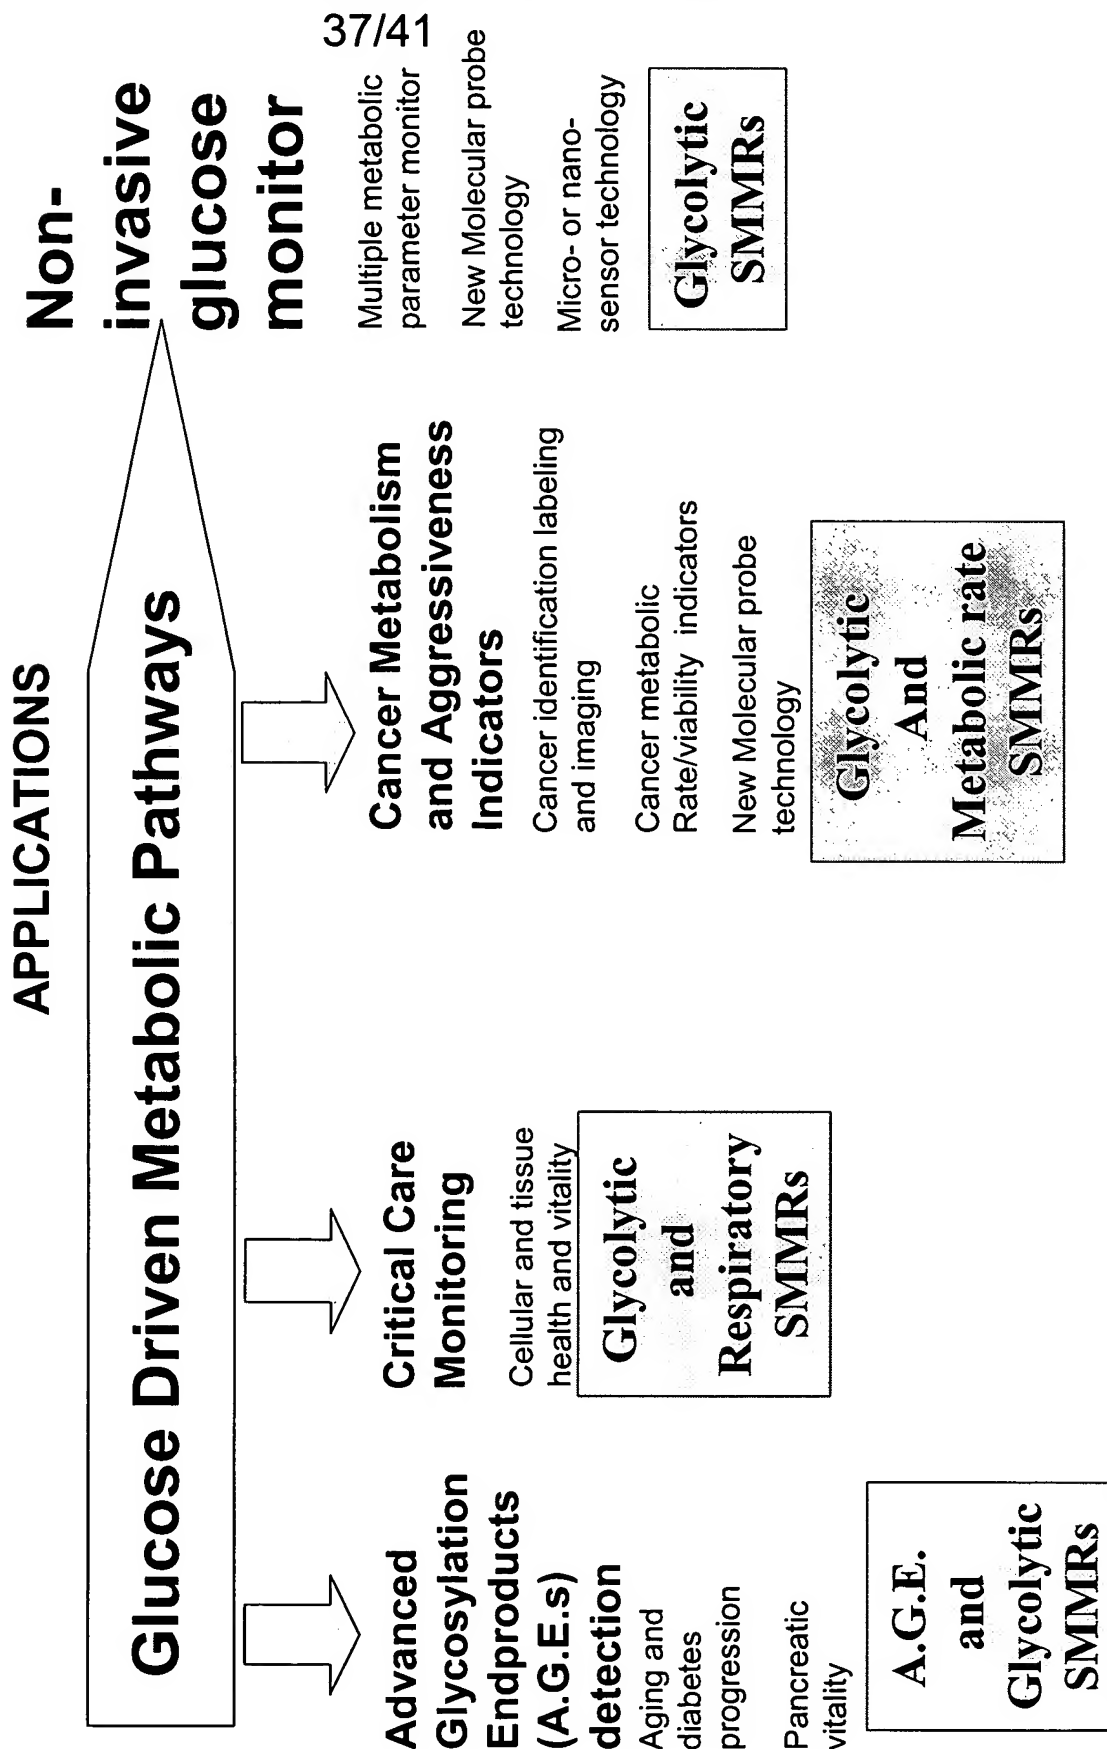 37/41
APPLICATIONS
Glucose Driven Metabolic Pathways
Non-
invasive
glucose
monitor
Multiple metabolic
parameter monitor
New Molecular probe
technology
Micro- or nano-
sensor technology
Glycolytic
SMMRs
Advanced
Glycosylation
Endproducts
(A.G.E.s)
detection
Aging and
diabetes
progression
Pancreatic
vitality
A.G.E.
and
Glycolytic
SMMRs
Critical Care
Monitoring
Cellular and tissue
health and vitality
Glycolytic
and
Respiratory
SMMRs
Cancer Metabolism
and Aggressiveness
Indicators
Cancer identification labeling
and imaging
Cancer metabolic
Rate/viability indicators
New Molecular probe
technology
Glycolytic
And
Metabolic rate
SMMRs